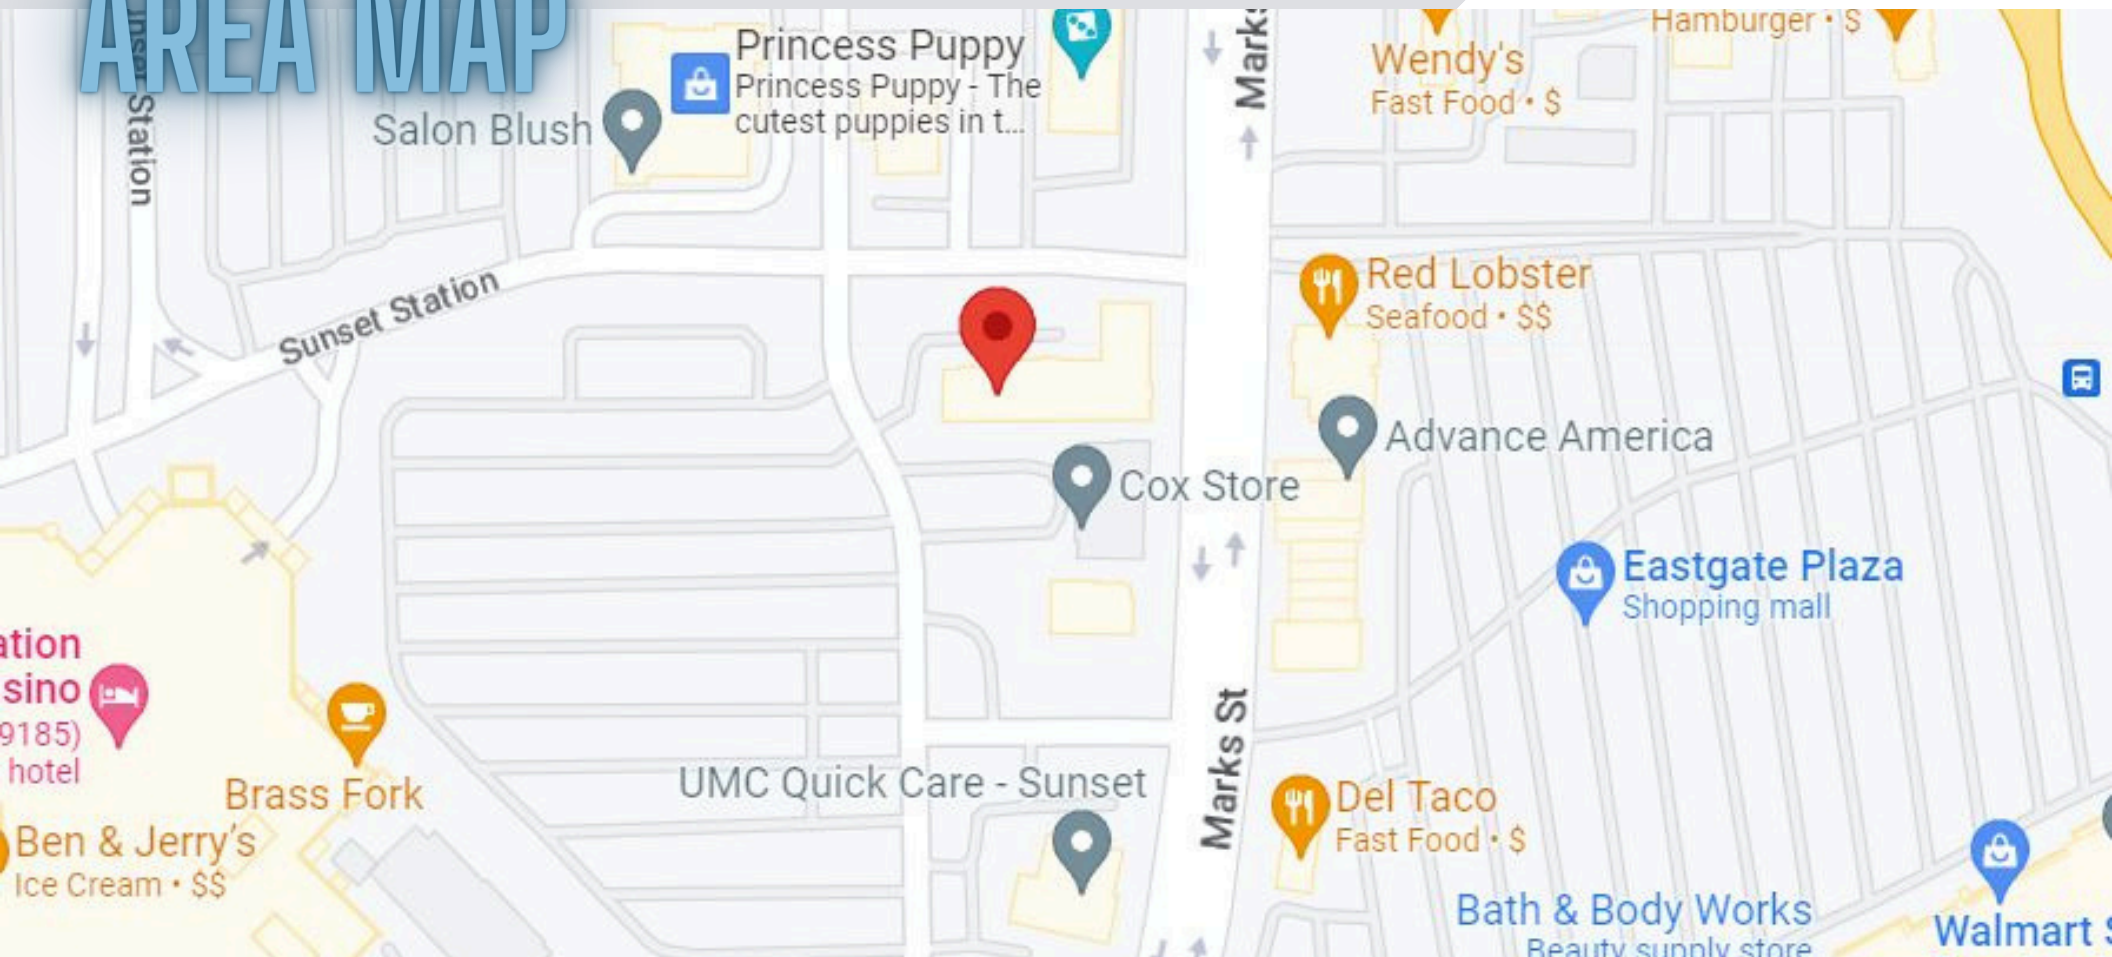 AREA MAP
Station
Salon Blush
Princess Puppy
Princess Puppy - The
cutest puppies in t...
Marks
Wendy's
Fast Food • $
Hamburger • $
Sunset Station
Red Lobster
Seafood • $$
Advance America
Cox Store
Eastgate Plaza
Shopping mall
ation
sino
9185)
hotel
Brass Fork
Ben & Jerry's
Ice Cream • $$
UMC Quick Care - Sunset
Marks St
Del Taco
Fast Food • $
Bath & Body Works
Beauty supply store
Walmart S